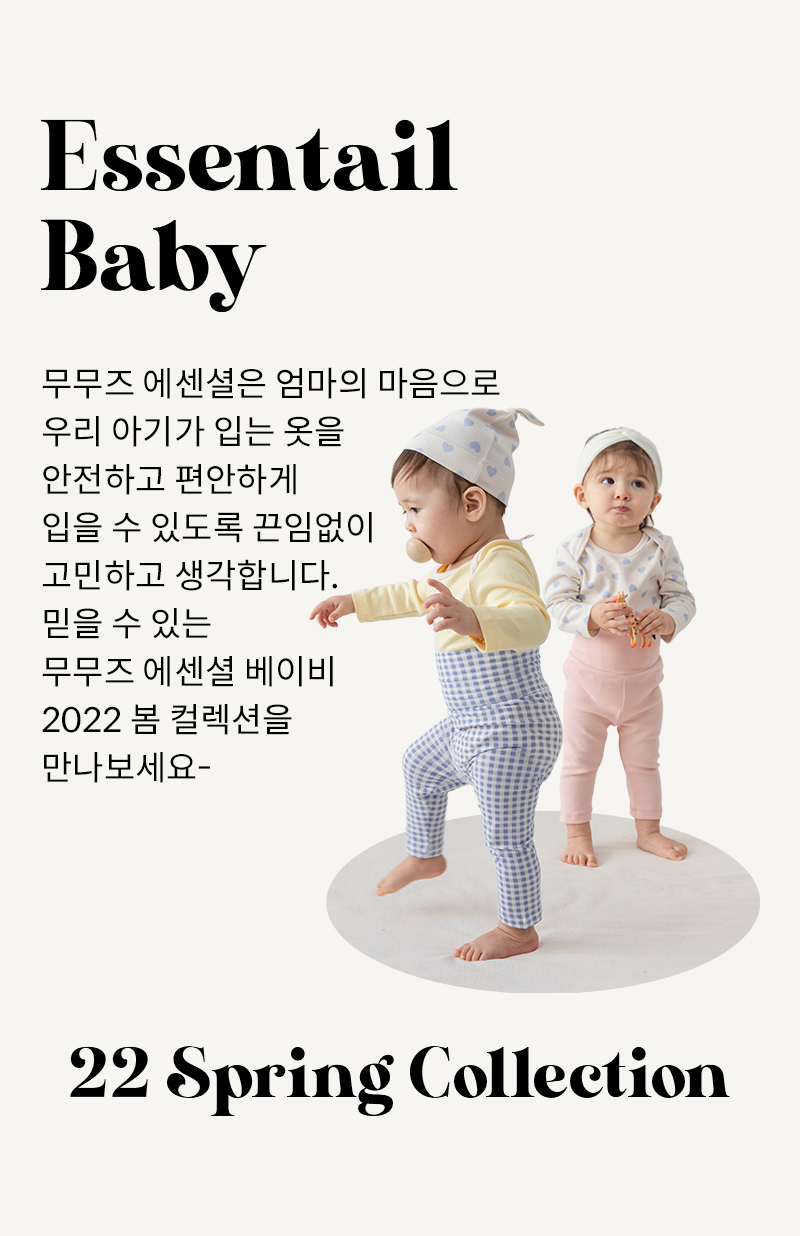 Essentail
Baby
무무즈 에센셜은 엄마의 마음으로
우리 아기가 입는 옷을
안전하고 편안하게
입을 수 있도록 끈임없이
고민하고 생각합니다.
믿을 수 있는
무무즈 에센셜 베이비
2022 봄 컬렉션을
만나보세요-
22 Spring Collection